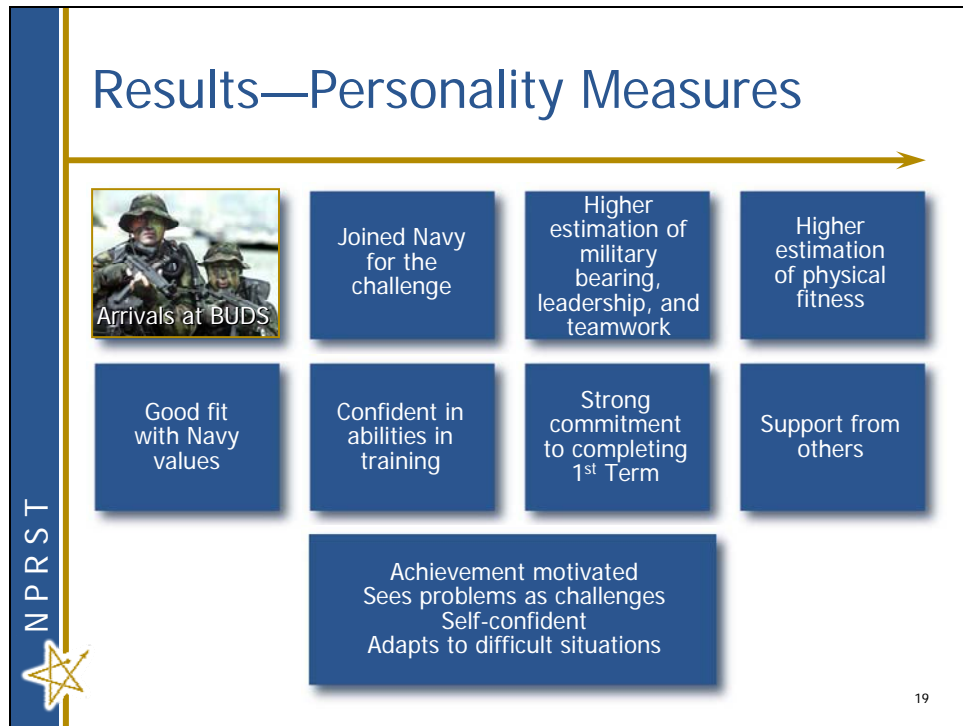 Results—Personality Measures
Arrivals at BUDS
Joined Navy
for the
challenge
Higher
estimation of
military
bearing,
leadership, and
teamwork
Higher
estimation
of physical
fitness
Good fit
with Navy
values
Confident in
abilities in
training
Strong
commitment
to completing
1st Term
Support from
others
Achievement motivated
Sees problems as challenges
Self-confident
Adapts to difficult situations
NPRST
19